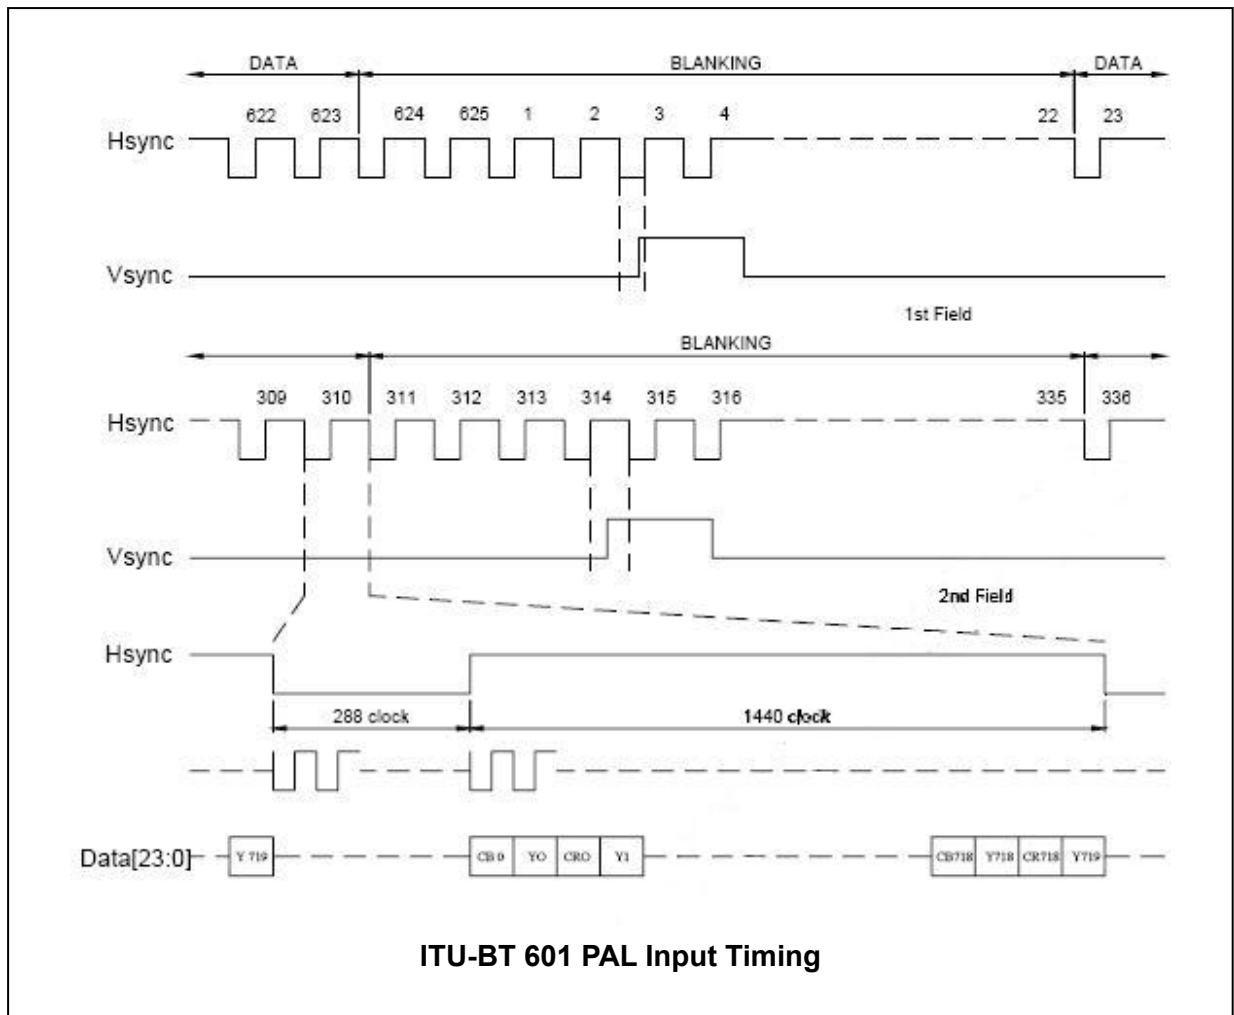 DATA BLANKING DATA
622 623 624 625 1 2 3 4 22 23
Hsync
Vsync
1st Field
BLANKING
309 310 311 312 313 314 315 316 335 336
Hsync
Vsync
2nd Field
Hsync
288 clock 1440 clock
Data[23:0] Y 719 CB 0 YO CRO Y1 CB718 Y718 CR718 Y719
ITU-BT 601 PAL Input Timing